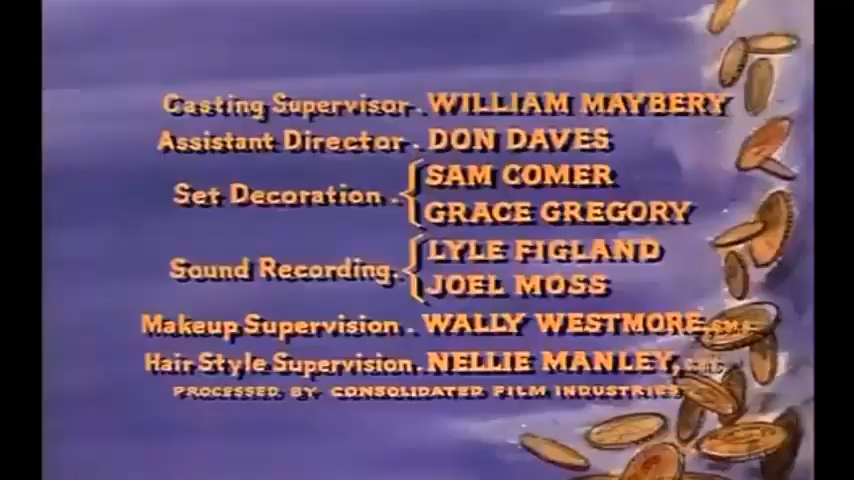 Casting Supervisor . WILLIAM MAYBERY
Assistant Director . DON DAVES
Set Decoration . { SAM COMER
GRACE GREGORY
Sound Recording . { LYLE FIGLAND
JOEL MOSS
Makeup Supervision . WALLY WESTMORE,
Hair Style Supervision . NELLIE MANLEY,
PROCESSED BY CONSOLIDATED FILM INDUSTRIES